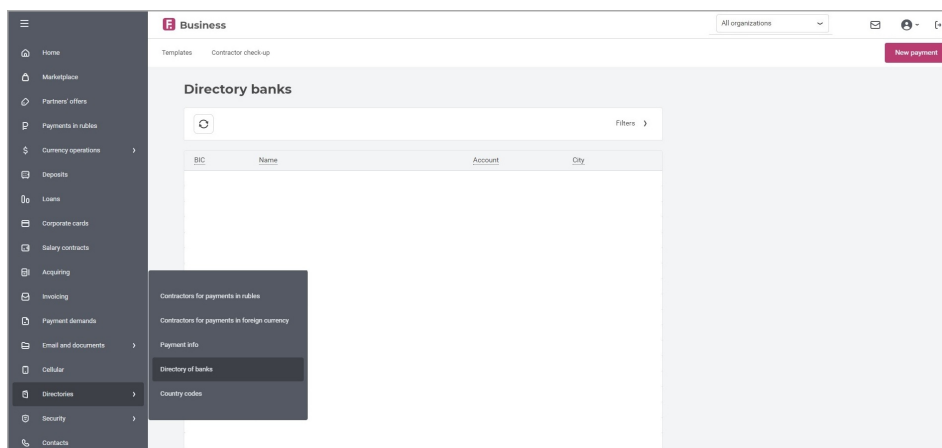 Business
All organizations
Home
Templates Contractor check-up
New payment
Marketplace
Directory banks
Partners' offers
Payments in rubles
Filters
Currency operations
BIC Name Account City
Deposits
Loans
Corporate cards
Salary contracts
Acquiring
Invoicing
Contractors for payments in rubles
Payment demands
Contractors for payments in foreign currency
Email and documents
Payment info
Cellular
Directory of banks
Directories
Country codes
Security
Contacts